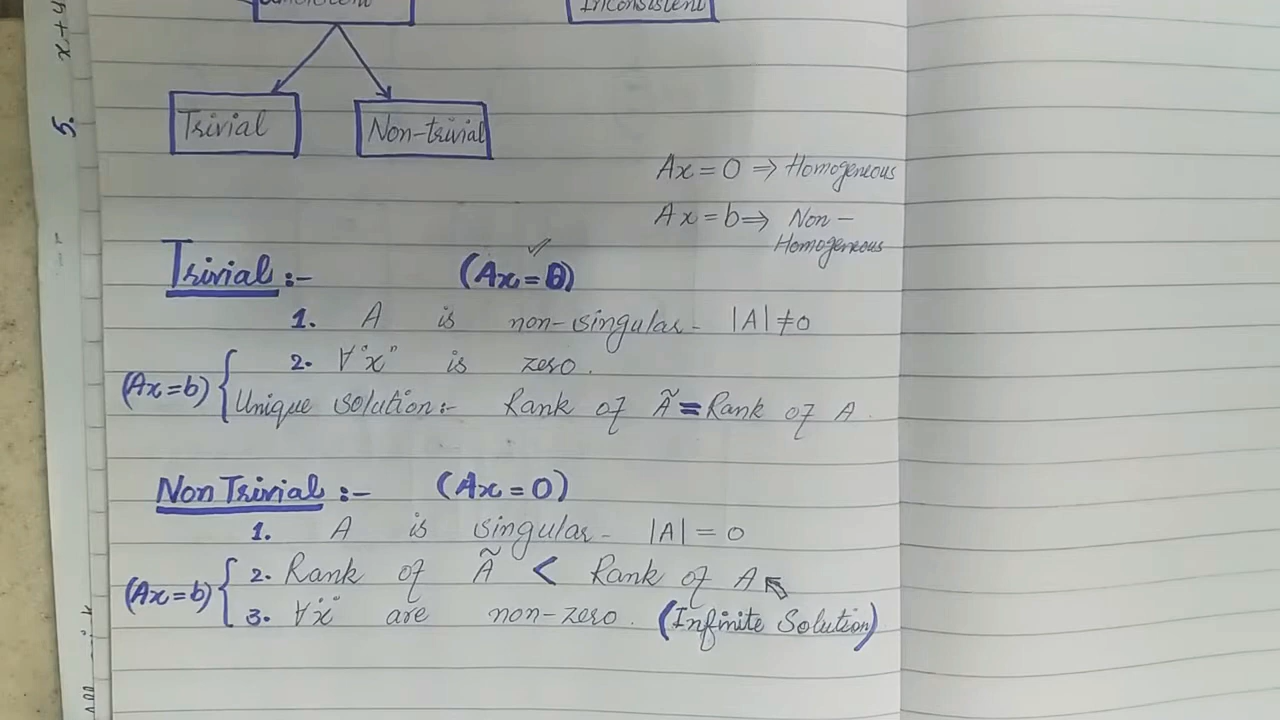 Inconsistent
x+y
5.
Trivial
Non-trivial
Ax = 0 ⇒ Homogeneous
Ax = b ⇒ Non-
Homogeneous
Trivial :- (Ax = 0) ✓
1. A is non-singular - |A| ≠ 0
2. ∀ "x" is zero.
(Ax = b) { Unique solution :- Rank of Ã = Rank of A.
Non Trivial :- (Ax = 0)
1. A is singular - |A| = 0
(Ax = b) { 2. Rank of Ã < Rank of A
3. ∀ "x" are non-zero. (Infinite Solution)